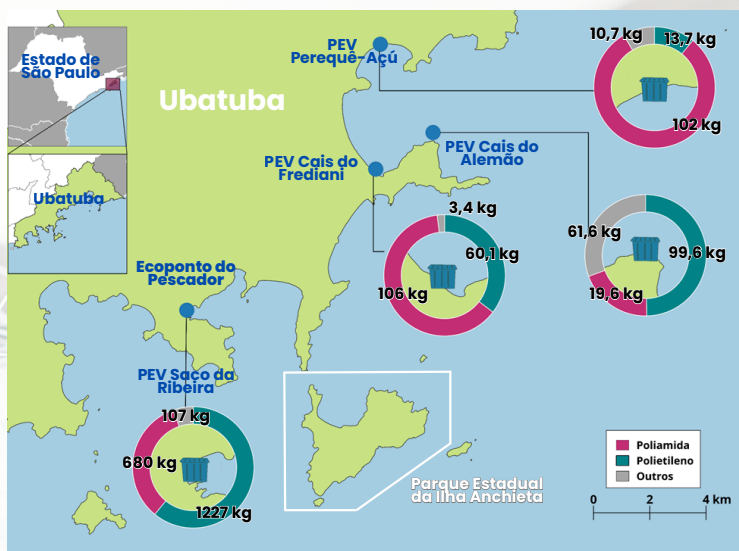 Estado de
São Paulo
Ubatuba
Ubatuba
PEV
Perequê-Açú
10,7 kg
13,7 kg
102 kg
PEV Cais do
Alemão
PEV Cais do
Frediani
3,4 kg
60,1 kg
106 kg
61,6 kg
99,6 kg
19,6 kg
Ecoponto do
Pescador
PEV Saco da
Ribeira
107 kg
680 kg
1227 kg
Parque Estadual
da Ilha Anchieta
Poliamida
Polietileno
Outros
0 2 4 km